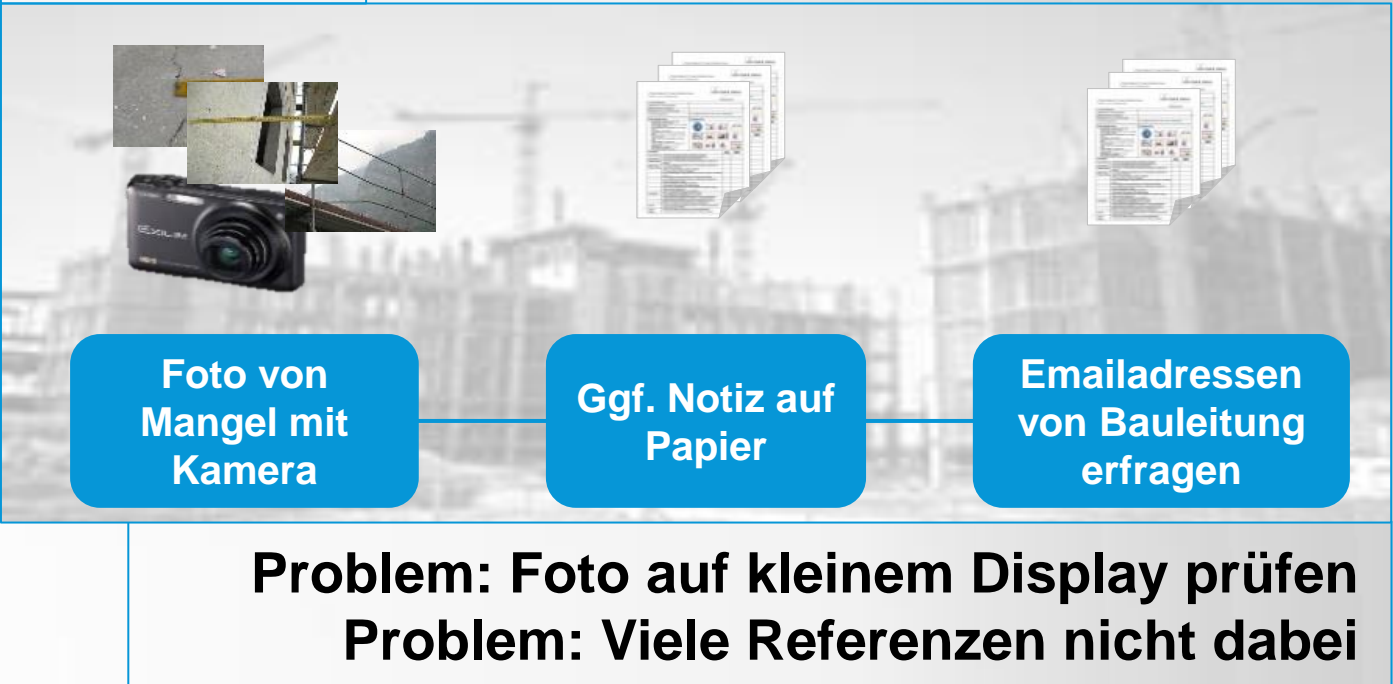 EXILIM
Foto von
Mangel mit
Kamera
Ggf. Notiz auf
Papier
Emailadressen
von Bauleitung
erfragen
Problem: Foto auf kleinem Display prüfen
Problem: Viele Referenzen nicht dabei